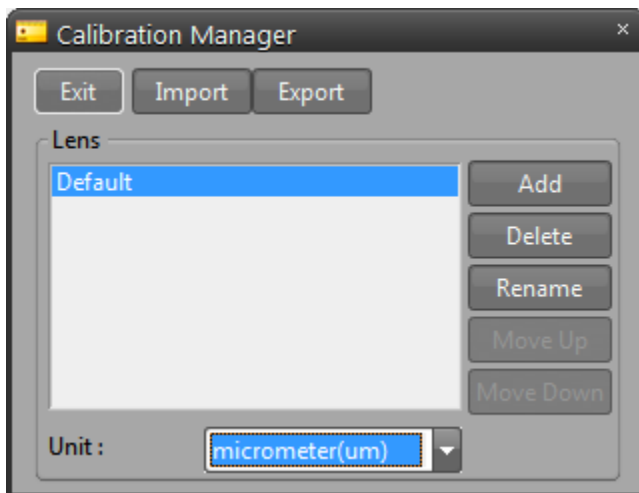 Calibration Manager
Exit Import Export
Lens
Default
Add
Delete
Rename
Move Up
Move Down
Unit : micrometer(um)